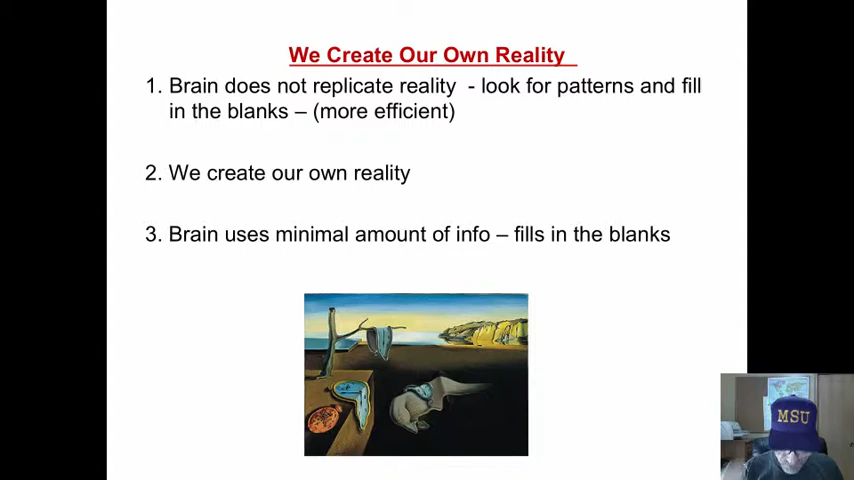 We Create Our Own Reality
1. Brain does not replicate reality - look for patterns and fill
in the blanks – (more efficient)
2. We create our own reality
3. Brain uses minimal amount of info – fills in the blanks
MSU